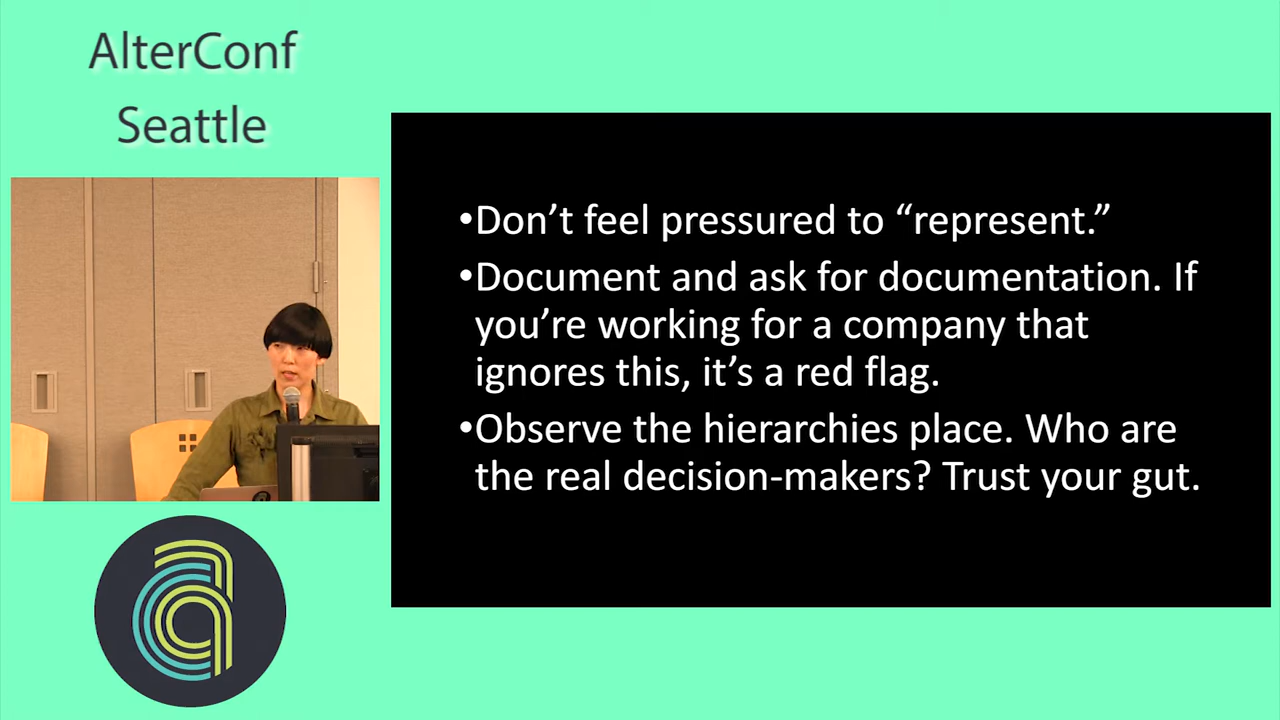 AlterConf
Seattle
•Don’t feel pressured to “represent.”
•Document and ask for documentation. If
you’re working for a company that
ignores this, it’s a red flag.
•Observe the hierarchies place. Who are
the real decision-makers? Trust your gut.